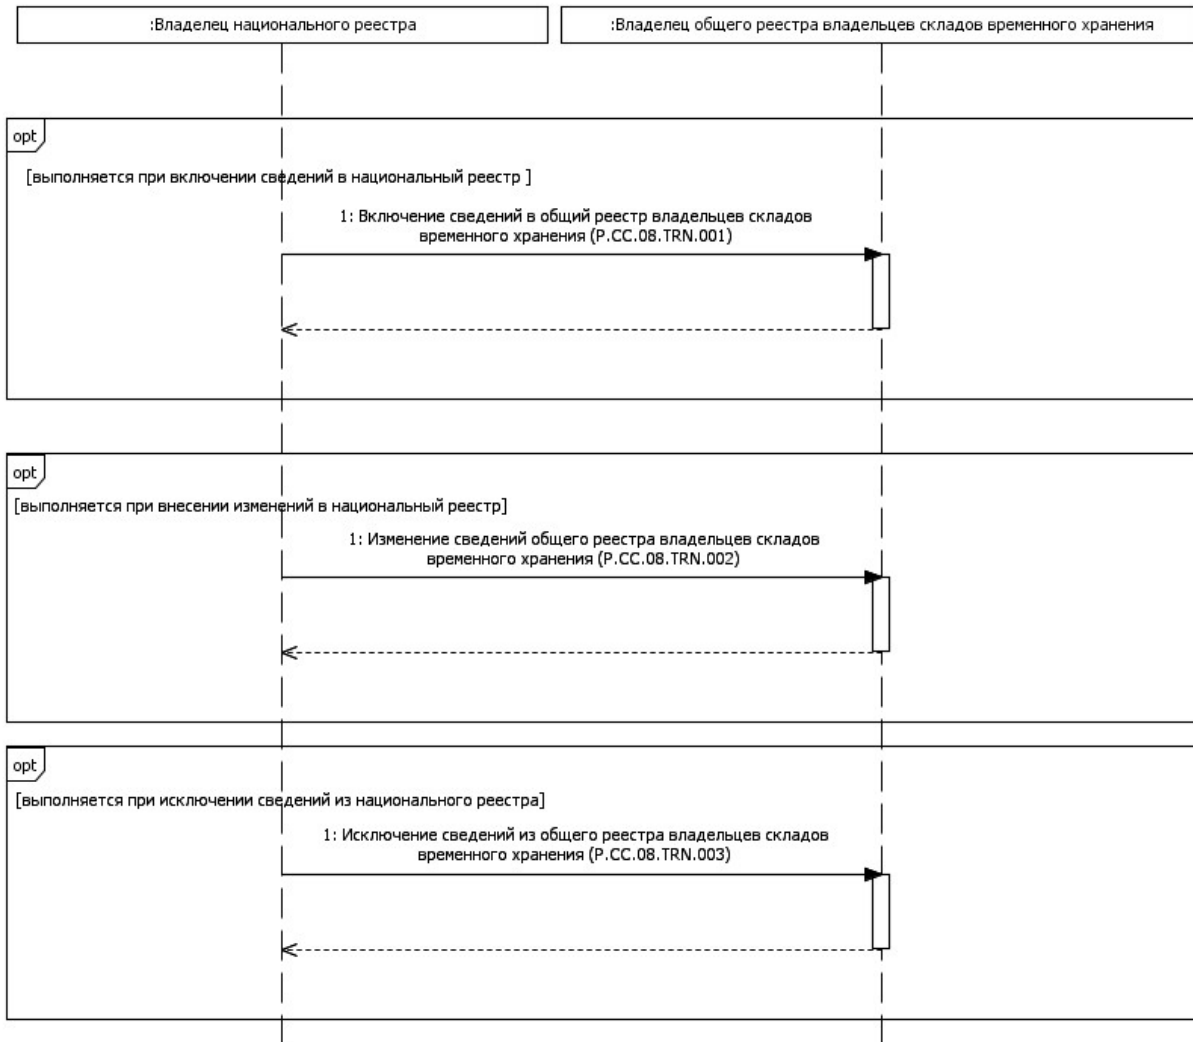 :Владелец национального реестра
:Владелец общего реестра владельцев складов временного хранения
opt
[выполняется при включении сведений в национальный реестр ]
1: Включение сведений в общий реестр владельцев складов
временного хранения (P.CC.08.TRN.001)
opt
[выполняется при внесении изменений в национальный реестр]
1: Изменение сведений общего реестра владельцев складов
временного хранения (P.CC.08.TRN.002)
opt
[выполняется при исключении сведений из национального реестра]
1: Исключение сведений из общего реестра владельцев складов
временного хранения (P.CC.08.TRN.003)